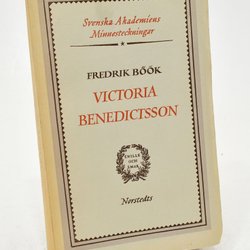 Svenska Akademiens
Minnesteckningar
FREDRIK BÖÖK
VICTORIA
BENEDICTSSON
SNILLE
OCH
SMAK
Norstedts